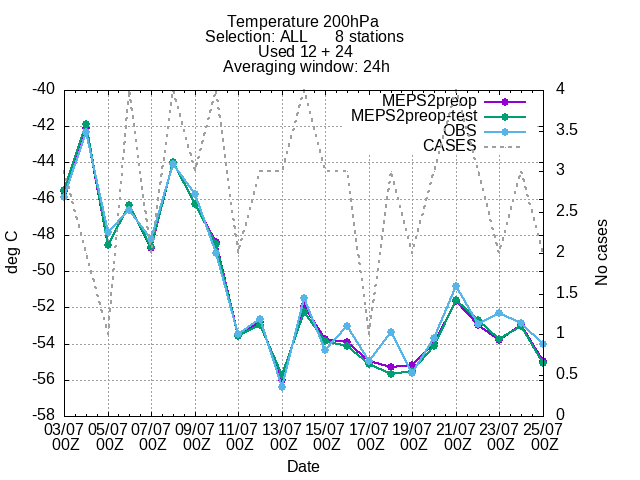 Temperature 200hPa
Selection: ALL 8 stations
Used 12 + 24
Averaging window: 24h
MEPS2preop
MEPS2preop-test
OBS
CASES
-40
-42
-44
-46
-48
-50
-52
-54
-56
-58
4
3.5
3
2.5
2
1.5
1
0.5
0
deg C
No cases
03/07 05/07 07/07 09/07 11/07 13/07 15/07 17/07 19/07 21/07 23/07 25/07
00Z 00Z 00Z 00Z 00Z 00Z 00Z 00Z 00Z 00Z 00Z 00Z
Date